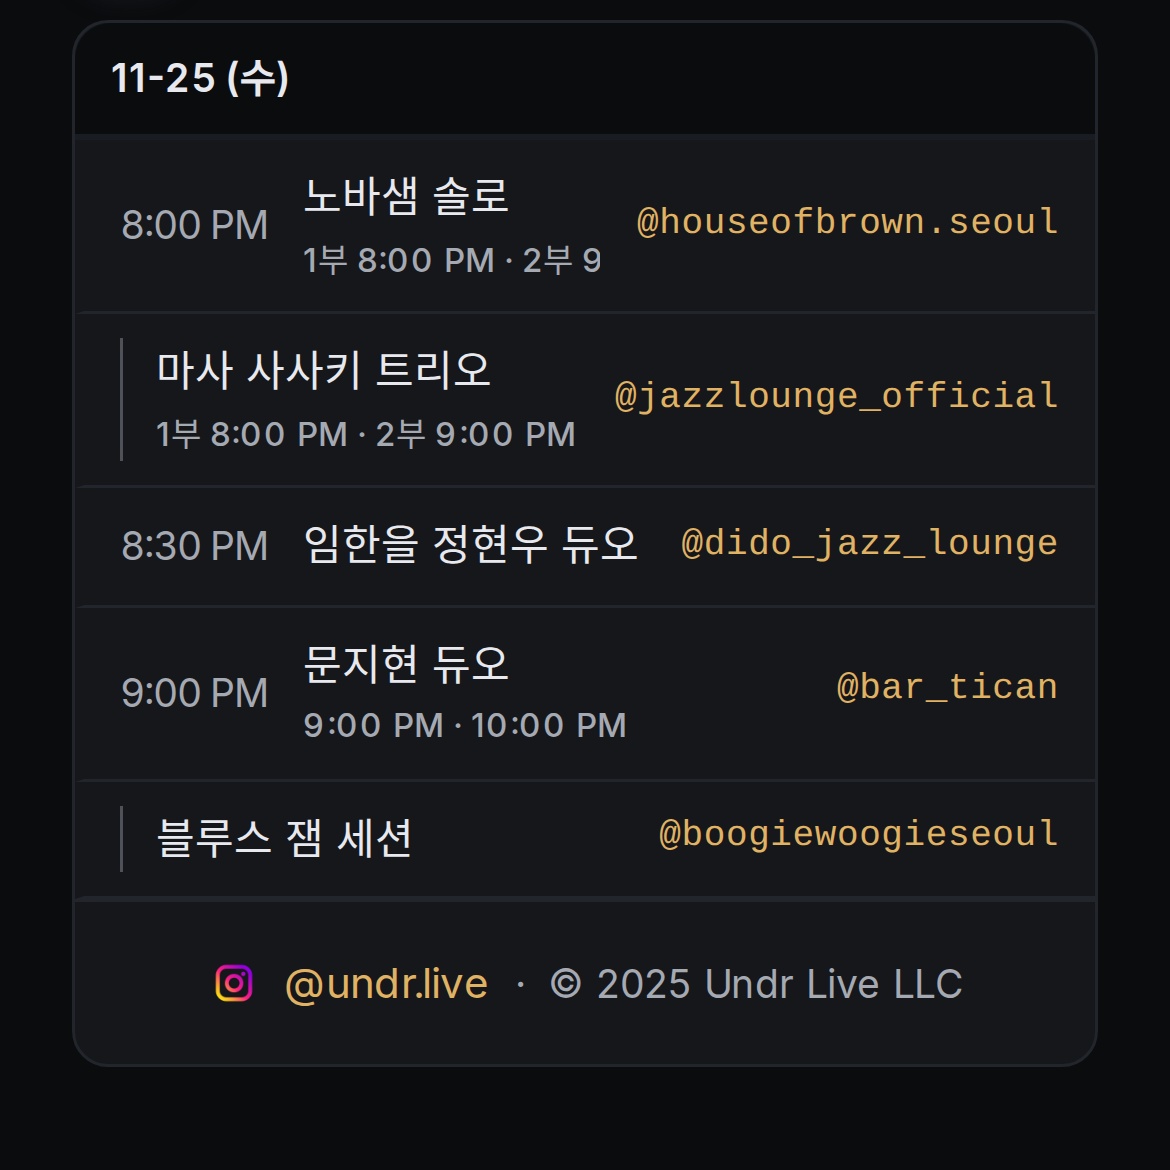 11-25 (수)
8:00 PM 노바샘 솔로 @houseofbrown.seoul
1부 8:00 PM · 2부 9
마사 사사키 트리오 @jazzlounge_official
1부 8:00 PM · 2부 9:00 PM
8:30 PM 임한을 정현우 듀오 @dido_jazz_lounge
9:00 PM 문지현 듀오 @bar_tican
9:00 PM · 10:00 PM
블루스 잼 세션 @boogiewoogieseoul
@undr.live · © 2025 Undr Live LLC